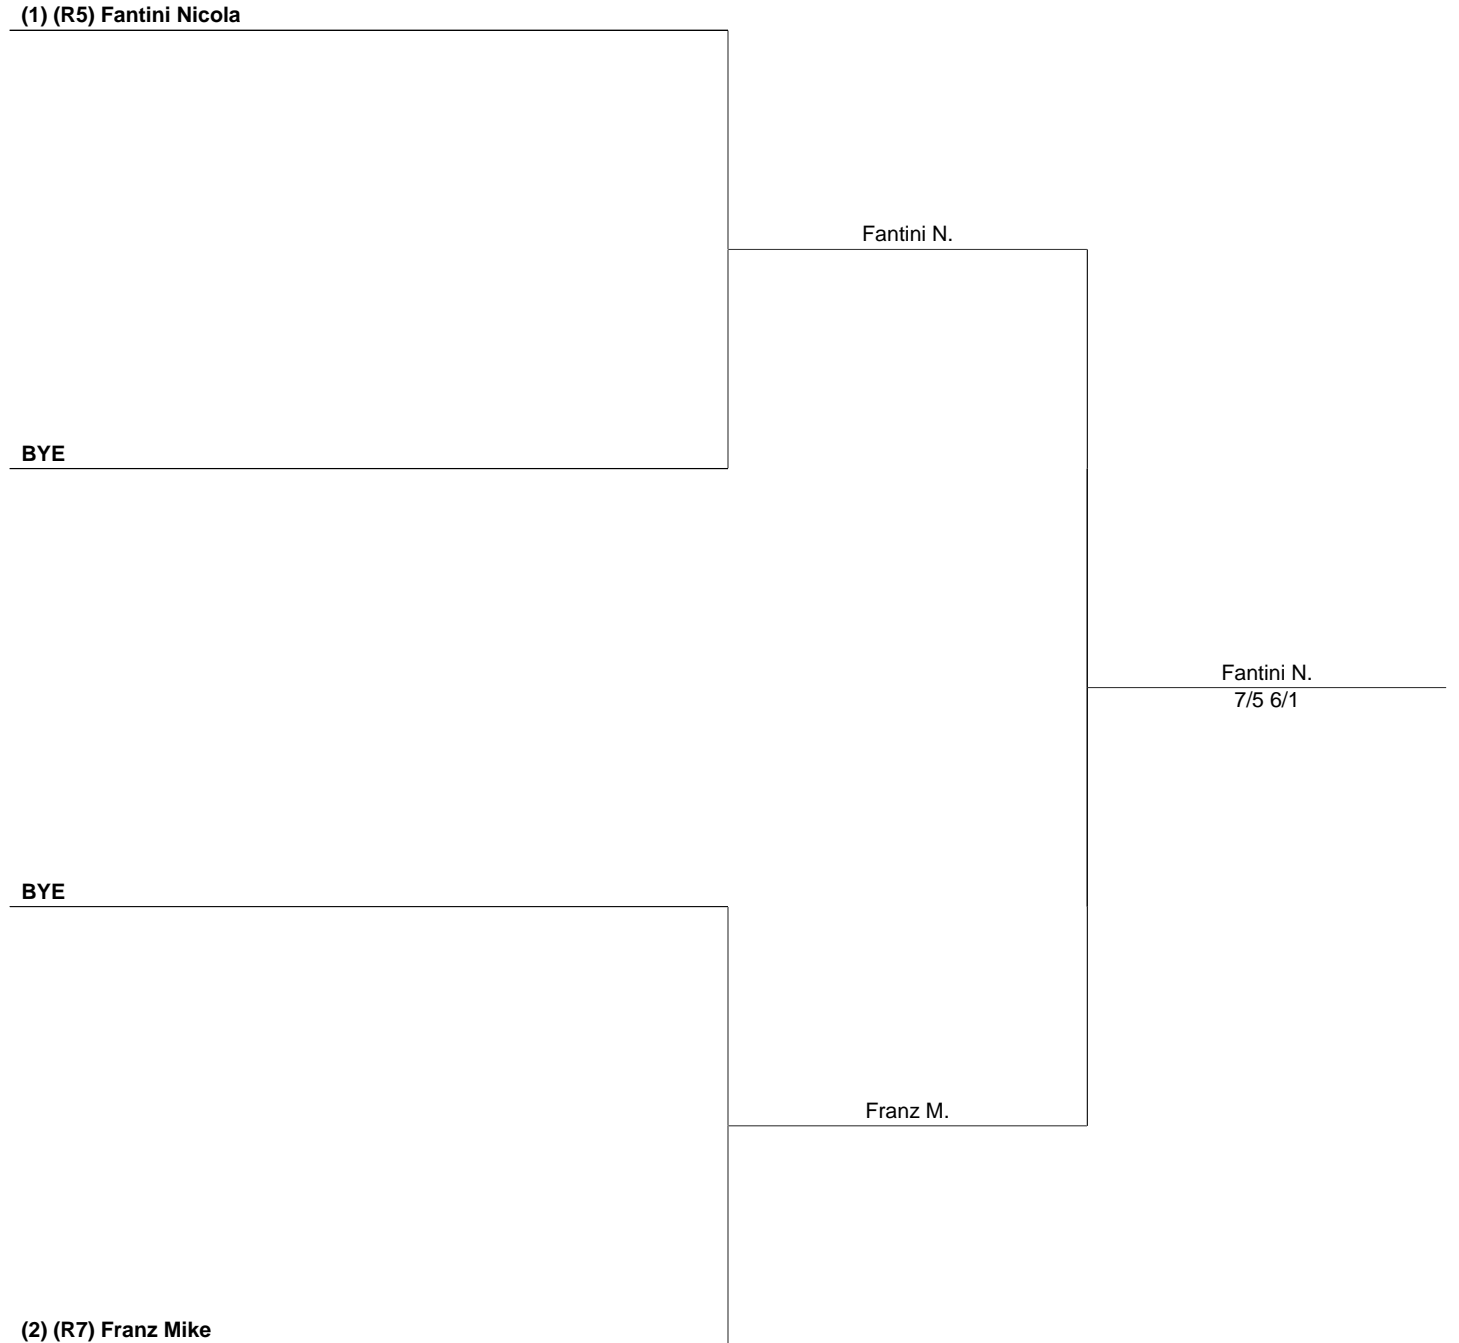 (1) (R5) Fantini Nicola
Fantini N.
BYE
Fantini N.
7/5 6/1
BYE
Franz M.
(2) (R7) Franz Mike